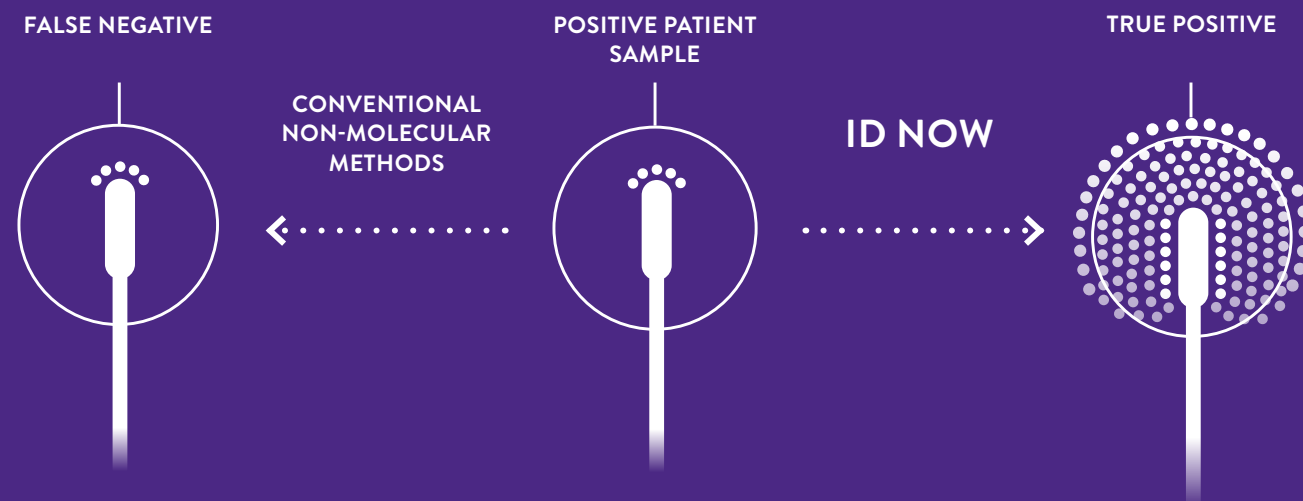 FALSE NEGATIVE
CONVENTIONAL
NON-MOLECULAR
METHODS
POSITIVE PATIENT
SAMPLE
ID NOW
TRUE POSITIVE